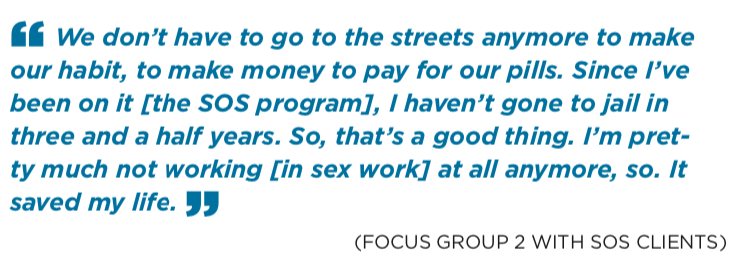 “ We don’t have to go to the streets anymore to make
our habit, to make money to pay for our pills. Since I’ve
been on it [the SOS program], I haven’t gone to jail in
three and a half years. So, that’s a good thing. I’m pret-
ty much not working [in sex work] at all anymore, so. It
saved my life. ”
(FOCUS GROUP 2 WITH SOS CLIENTS)